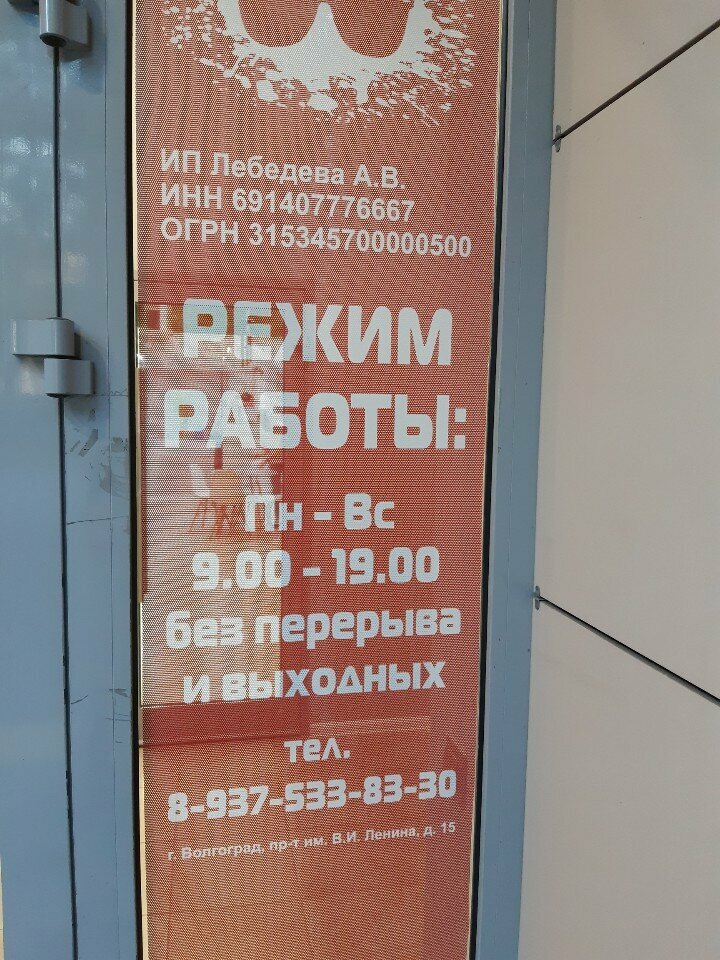 ИП Лебедева А.В.
ИНН 691407776667
ОГРН 315345700000500
РЕЖИМ
РАБОТЫ:
Пн - Вс
9.00 - 19.00
без перерыва
и выходных
тел.
8-937-533-83-30
г. Волгоград, пр-т им. В.И. Ленина, д. 15